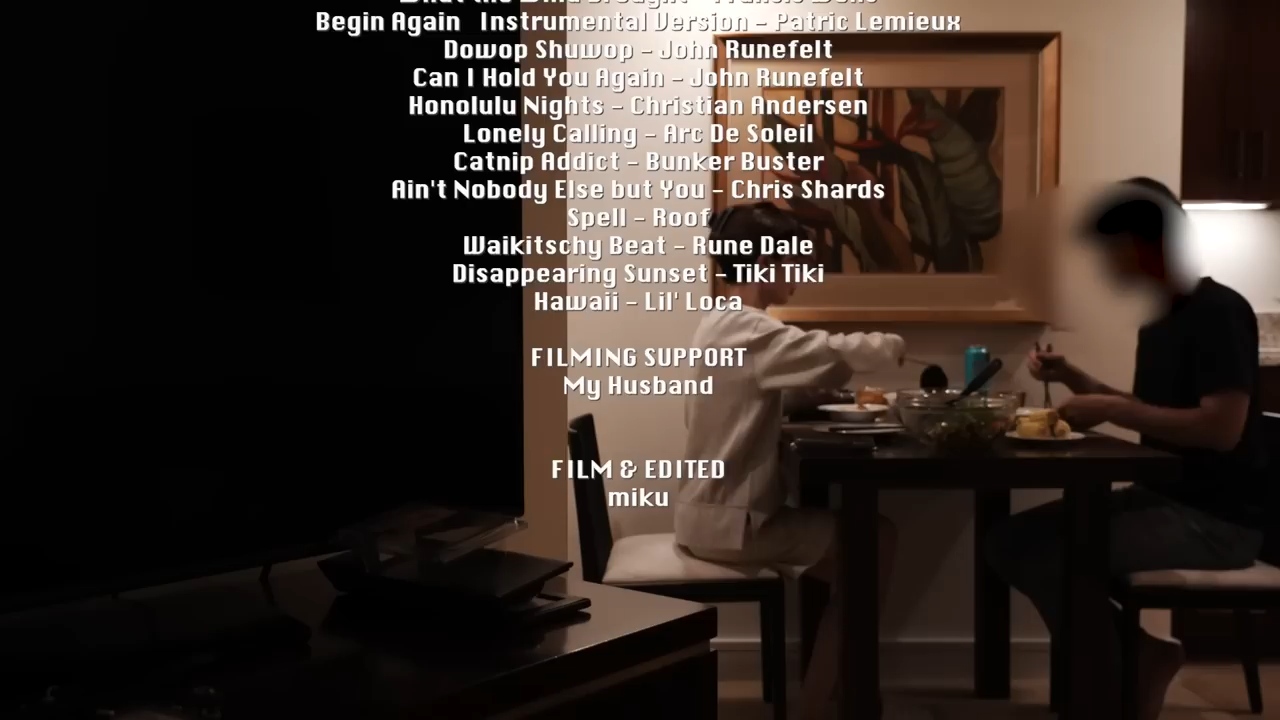 Begin Again Instrumental Version - Patric Lemieux
Dowop Shuwop - John Runefelt
Can I Hold You Again - John Runefelt
Honolulu Nights - Christian Andersen
Lonely Calling - Arc De Soleil
Catnip Addict - Bunker Buster
Ain't Nobody Else but You - Chris Shards
Spell - Roof
Waikitschy Beat - Rune Dale
Disappearing Sunset - Tiki Tiki
Hawaii - Lil' Loca
FILMING SUPPORT
My Husband
FILM & EDITED
miku